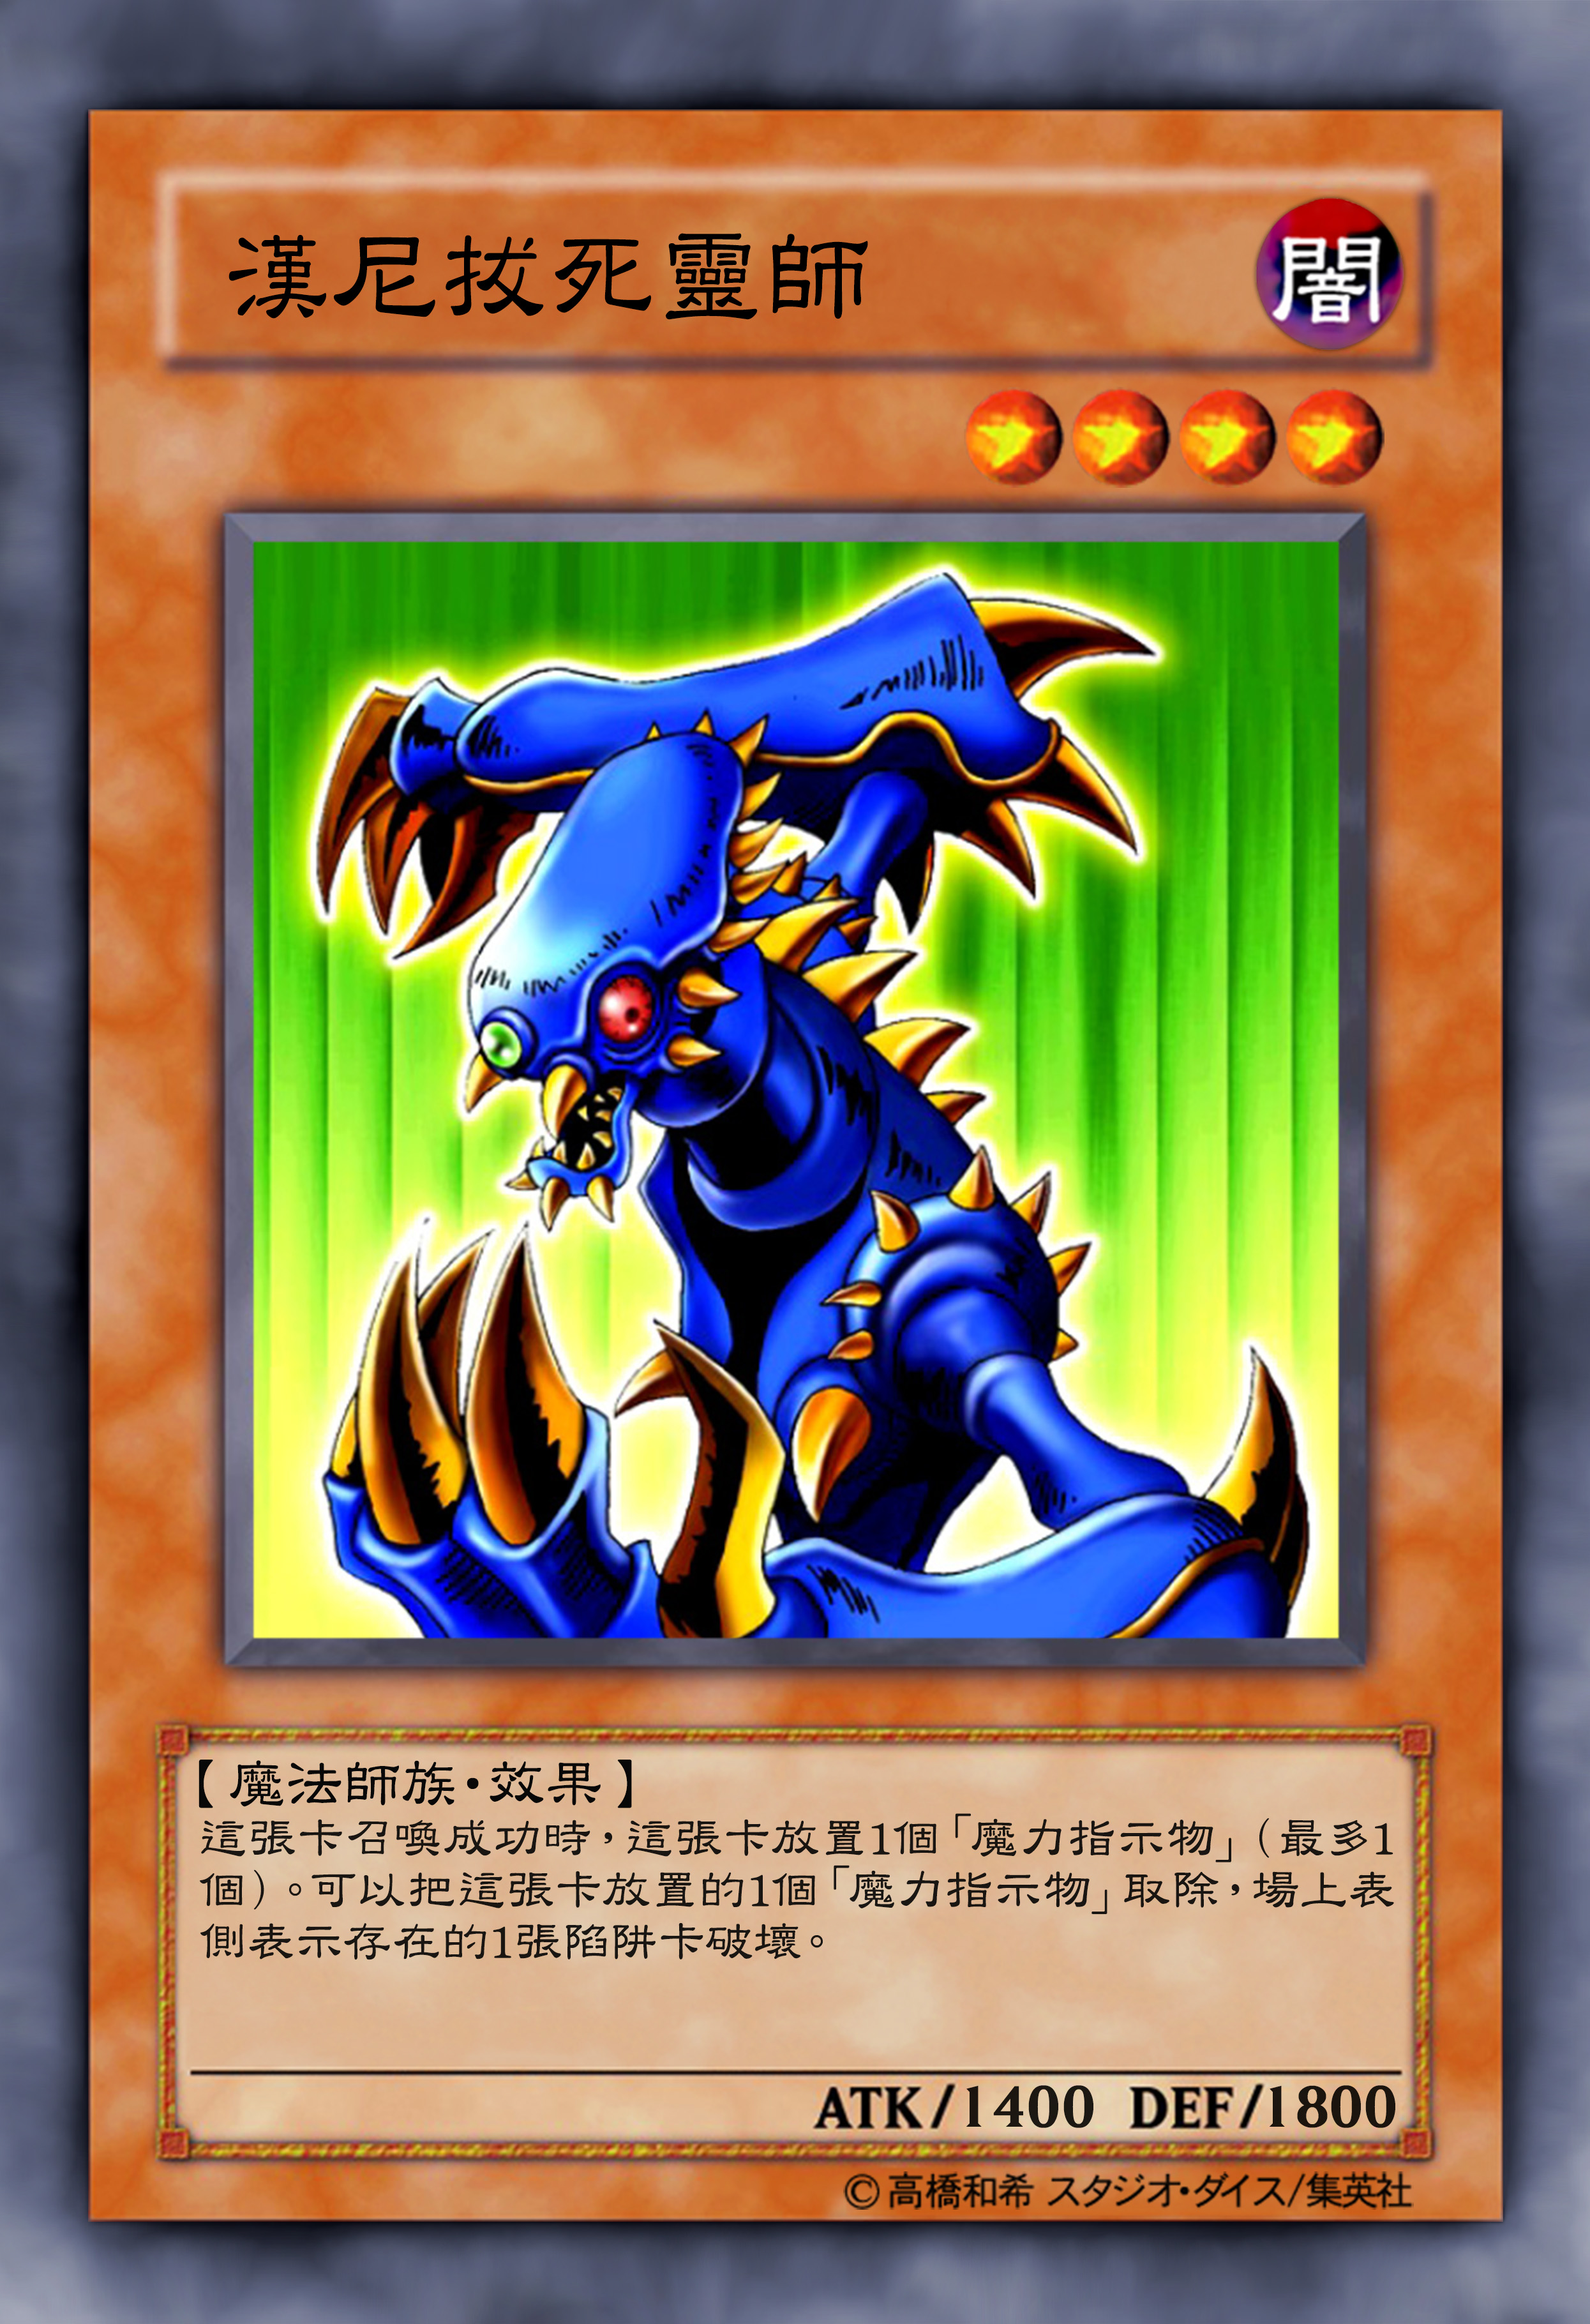 漢尼拔死靈師
闇
【魔法師族・效果】
這張卡召喚成功時，這張卡放置1個「魔力指示物」（最多1
個）。可以把這張卡放置的1個「魔力指示物」取除，場上表
側表示存在的1張陷阱卡破壞。
ATK/1400 DEF/1800
©高橋和希 スタジオ・ダイス/集英社